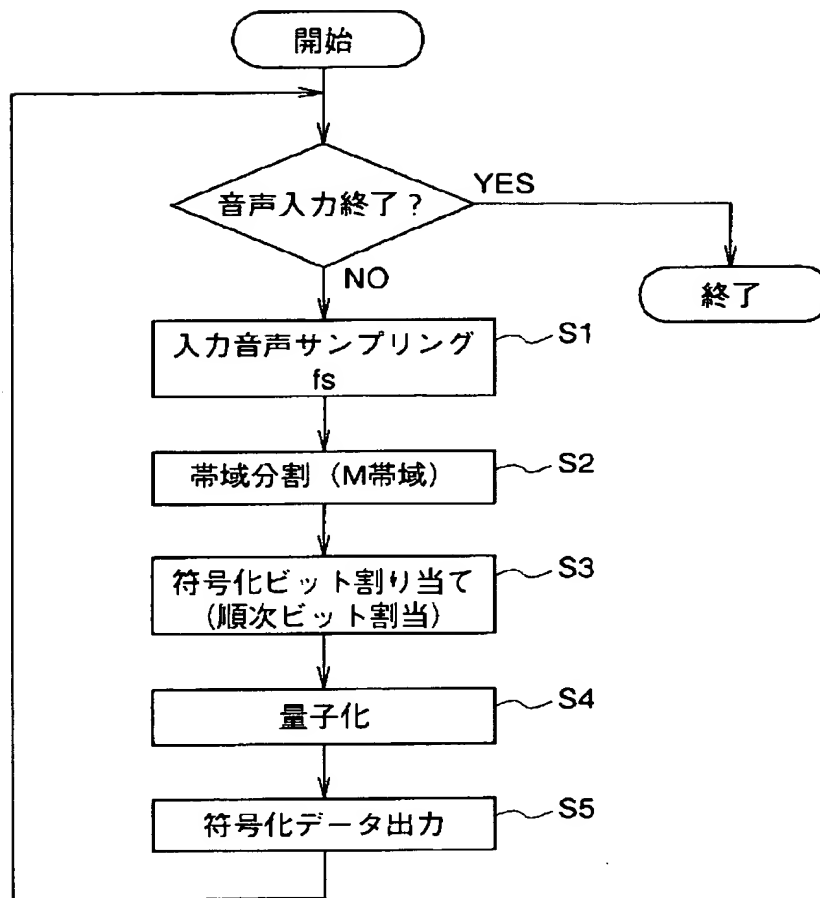 開始
音声入力終了？
YES
NO
終了
入力音声サンプリング
fs
S1
帯域分割（M帯域）
S2
符号化ビット割り当て
（順次ビット割当）
S3
量子化
S4
符号化データ出力
S5